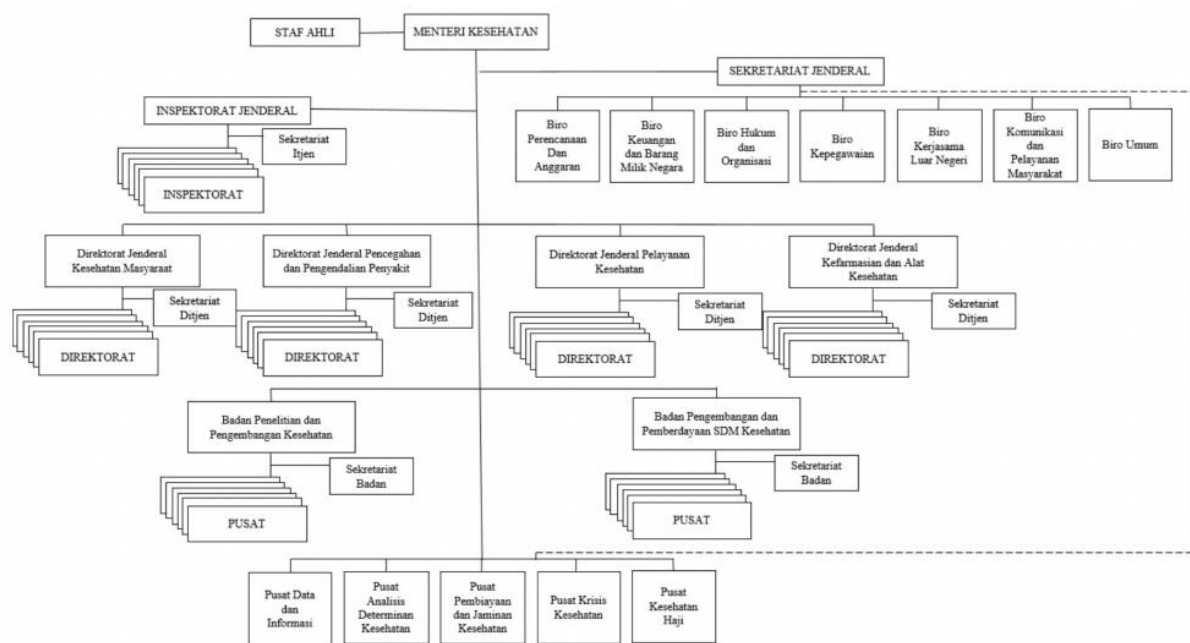 STAF AHLI
MENTERI KESEHATAN
SEKRETARIAT JENDERAL
INSPEKTORAT JENDERAL
Sekretariat
Itjen
INSPEKTORAT
Biro
Perencanaan
Dan
Anggaran
Biro
Keuangan
dan Barang
Milik Negara
Biro Hukum
dan
Organisasi
Biro
Kepegawaian
Biro
Kerjasama
Luar Negeri
Biro
Komunikasi
dan
Pelayanan
Masyarakat
Biro Umum
Direktorat Jenderal
Kesehatan Masyaraat
Sekretariat
Ditjen
DIREKTORAT
Direktorat Jenderal Pencegahan
dan Pengendalian Penyakit
Sekretariat
Ditjen
DIREKTORAT
Direktorat Jenderal Pelayanan
Kesehatan
Sekretariat
Ditjen
DIREKTORAT
Direktorat Jenderal
Kefarmasian dan Alat
Kesehatan
Sekretariat
Ditjen
DIREKTORAT
Badan Penelitian dan
Pengembangan Kesehatan
Sekretariat
Badan
PUSAT
Badan Pengembangan dan
Pemberdayaan SDM Kesehatan
Sekretariat
Badan
PUSAT
Pusat Data
dan
Informasi
Pusat
Analisis
Determinan
Kesehatan
Pusat
Pembiayaan
dan Jaminan
Kesehatan
Pusat Krisis
Kesehatan
Pusat
Kesehatan
Haji